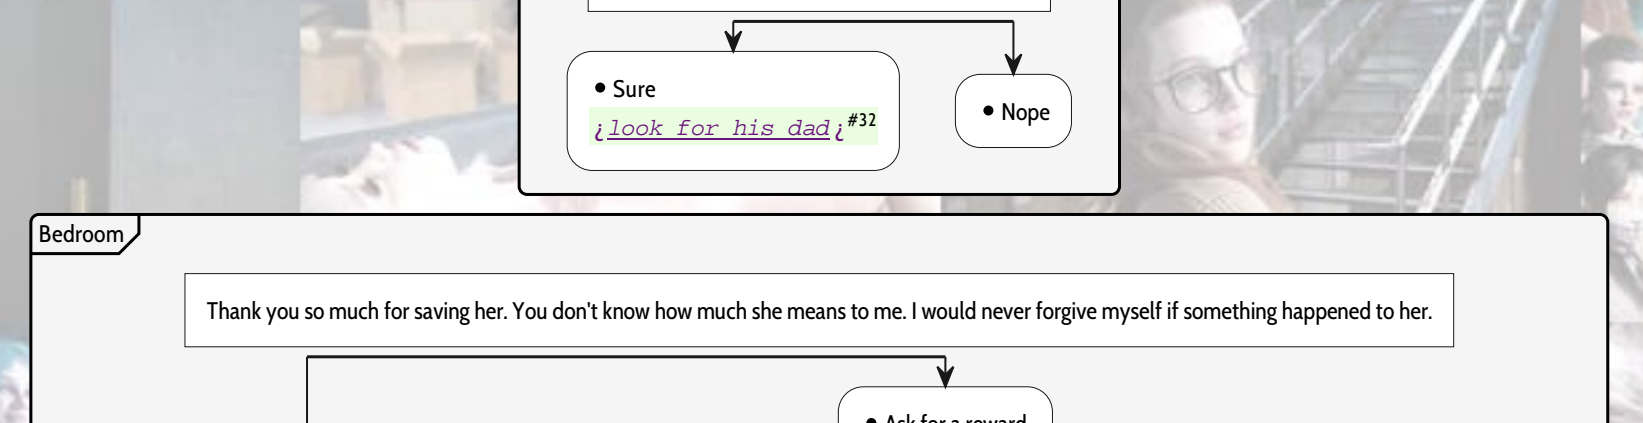 • Sure
¿look for his dad¿#32
• Nope
Bedroom
Thank you so much for saving her. You don't know how much she means to me. I would never forgive myself if something happened to her.
• Ask for a reward